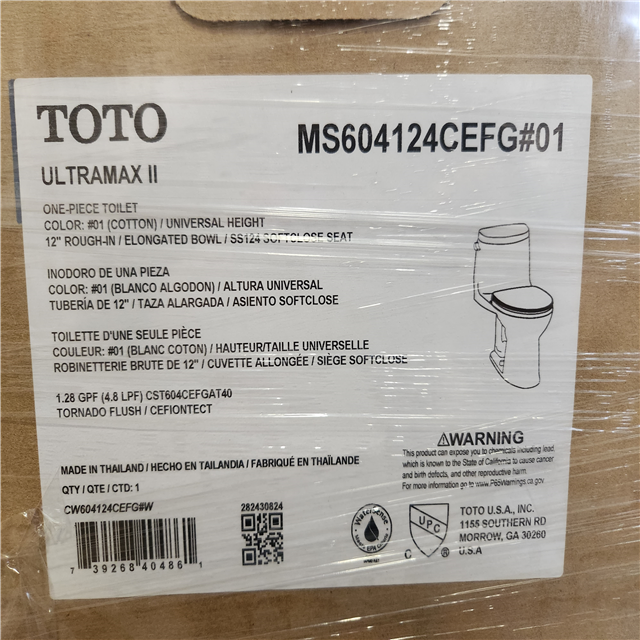 TOTO
MS604124CEFG#01
ULTRAMAX II
ONE-PIECE TOILET
COLOR: #01 (COTTON) / UNIVERSAL HEIGHT
12" ROUGH-IN / ELONGATED BOWL / SS124 SOFTCLOSE SEAT
INODORO DE UNA PIEZA
COLOR: #01 (BLANCO ALGODON) / ALTURA UNIVERSAL
TUBERÍA DE 12" / TAZA ALARGADA / ASIENTO SOFTCLOSE
TOILETTE D'UNE SEULE PIÈCE
COULEUR: #01 (BLANC COTON) / HAUTEUR/TAILLE UNIVERSELLE
ROBINETTERIE BRUTE DE 12" / CUVETTE ALLONGÉE / SIÈGE SOFTCLOSE
1.28 GPF (4.8 LPF) CST604CEFGAT40
TORNADO FLUSH / CEFIONTECT
⚠WARNING
This product can expose you to chemicals including lead,
which is known to the State of California to cause cancer
and birth defects, and other reproductive harm.
For more information go to www.P65Warnings.ca.gov.
MADE IN THAILAND / HECHO EN TAILANDIA / FABRIQUÉ EN THAÏLANDE
QTY / QTE / CTD: 1
CW604124CEFG#W
282430824
7 39268 40486 1
WaterSense
UPC
C ®
TOTO U.S.A., INC.
1155 SOUTHERN RD
MORROW, GA 30260
U.S.A